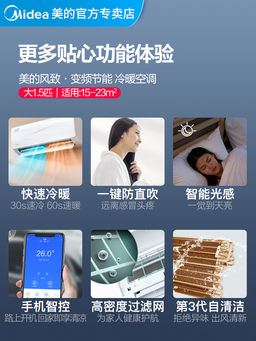 Midea 美的官方专卖店
更多贴心功能体验
美的风致·变频节能 冷暖空调
大1.5匹 | 适用:15-23m²
快速冷暖
30s速冷 60s速暖
一键防直吹
远离感冒头疼
智能光感
一觉到天亮
26.0°
手机智控
路上开机回家即享清凉
高密度过滤网
为家人健康护航
第3代自清洁
拒绝异味 出风清新